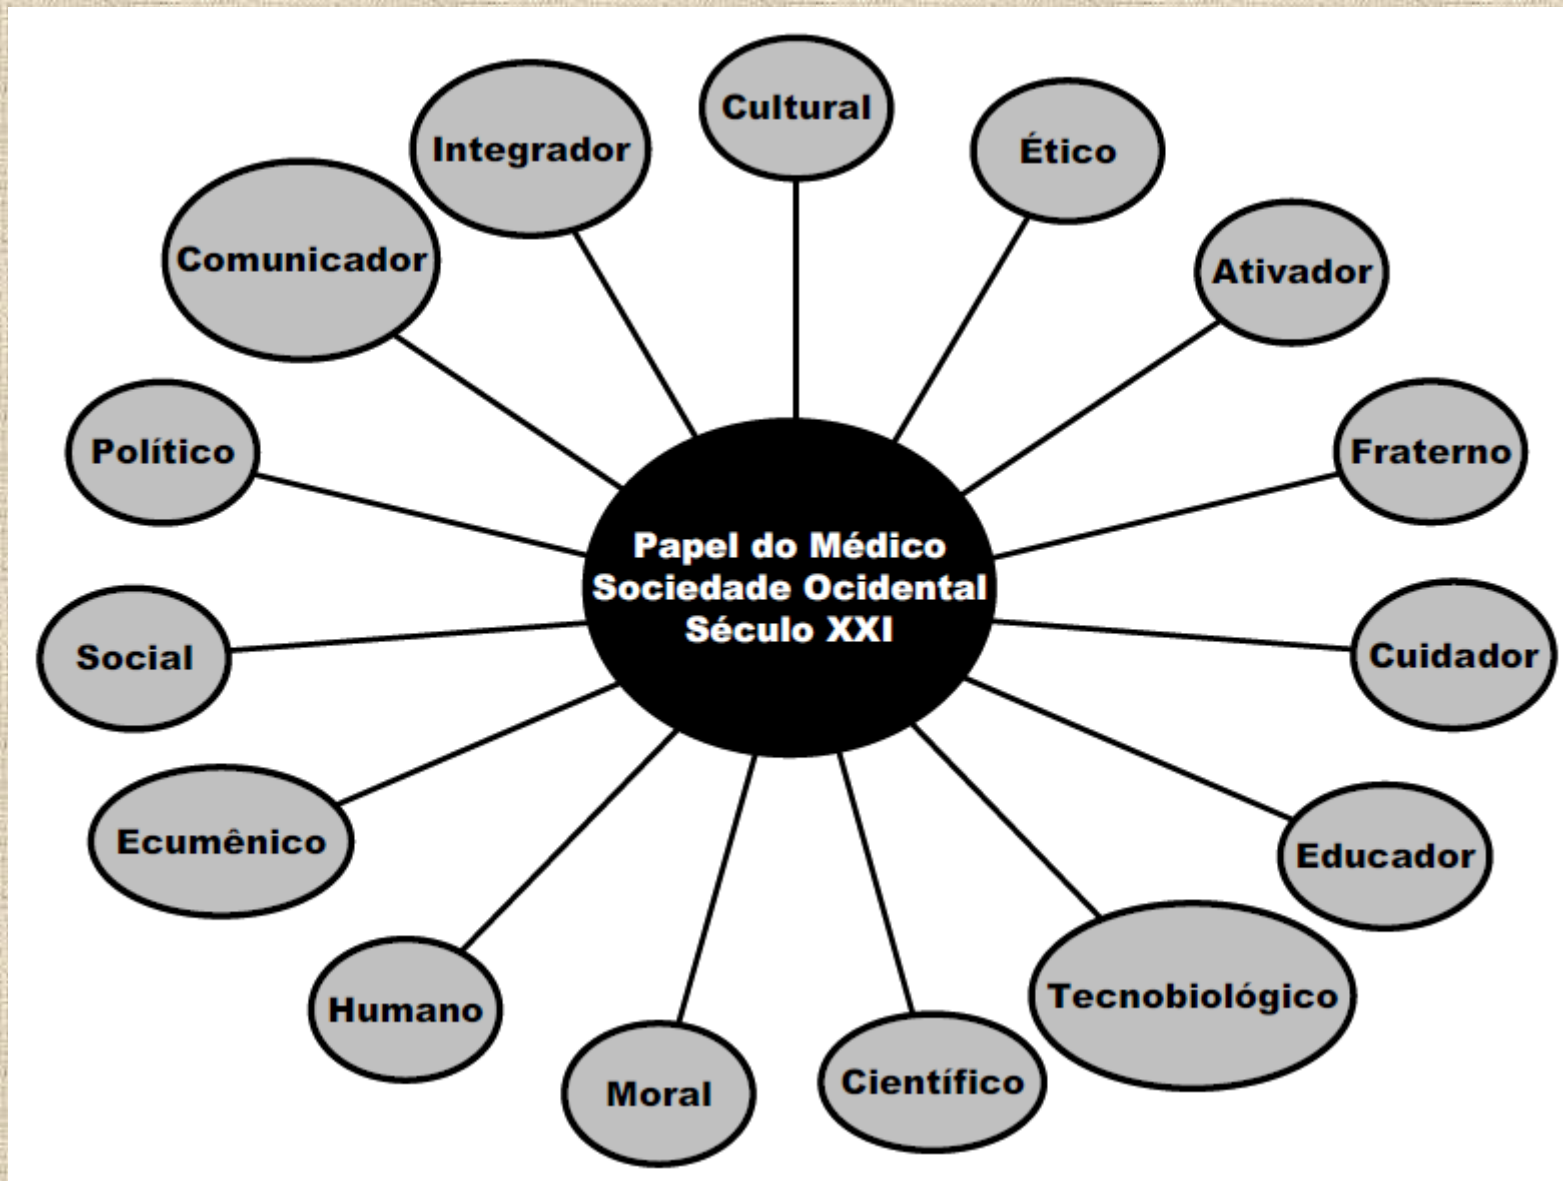 Cultural
Integrador
Ético
Comunicador
Ativador
Político
Fraterno
Papel do Médico
Sociedade Ocidental
Século XXI
Social
Cuidador
Ecumênico
Educador
Humano
Tecnobiológico
Moral
Científico